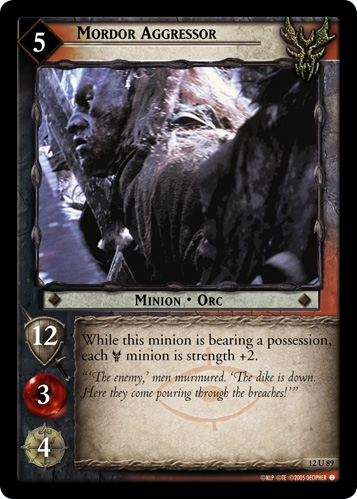 5
MORDOR AGGRESSOR
MINION • ORC
12
While this minion is bearing a possession,
each minion is strength +2.
3
"'The enemy,' men murmured. 'The dike is down.
Here they come pouring through the breaches!'"
4
12 U 89
©NLP ©TE ©2005 DECIPHER